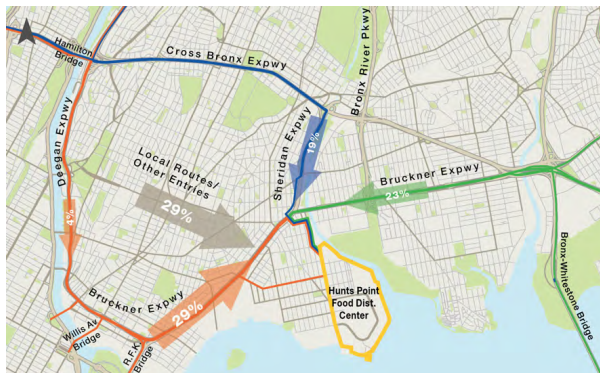 Hamilton
Bridge
Cross Bronx Expwy
Bronx River Pkwy
Deegan Expwy
Sheridan Expwy
19%
Local Routes/
Other Entries
29%
Bruckner Expwy
23%
4%
Bruckner Expwy
29%
Hunts Point
Food Dist.
Center
Willis Av
Bridge
R.F.K.
Bridge
Bronx-Whitestone Bridge